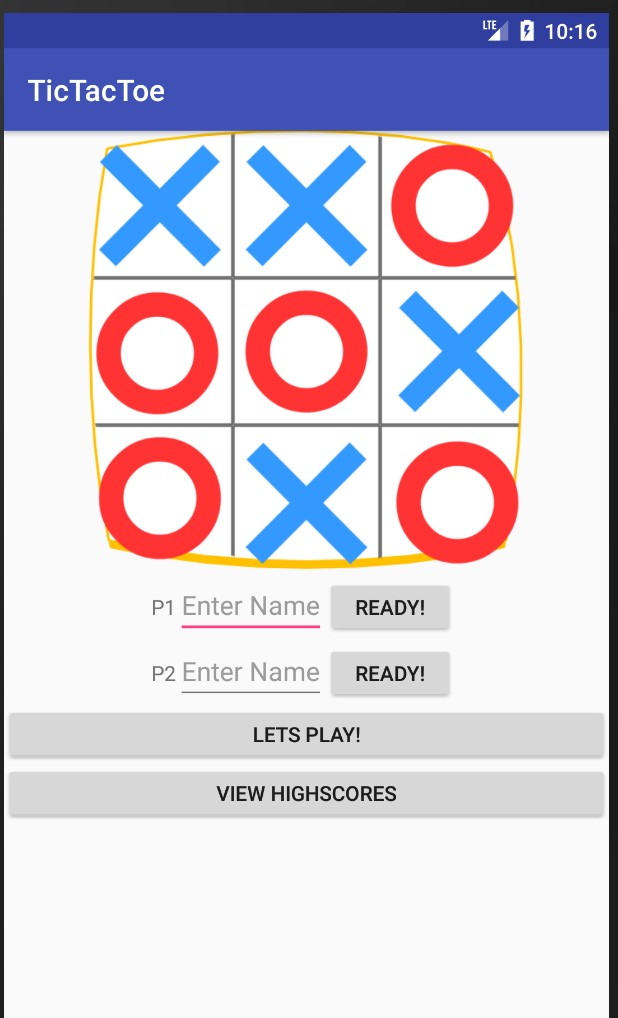 LTE 10:16
TicTacToe
P1 Enter Name READY!
P2 Enter Name READY!
LETS PLAY!
VIEW HIGHSCORES